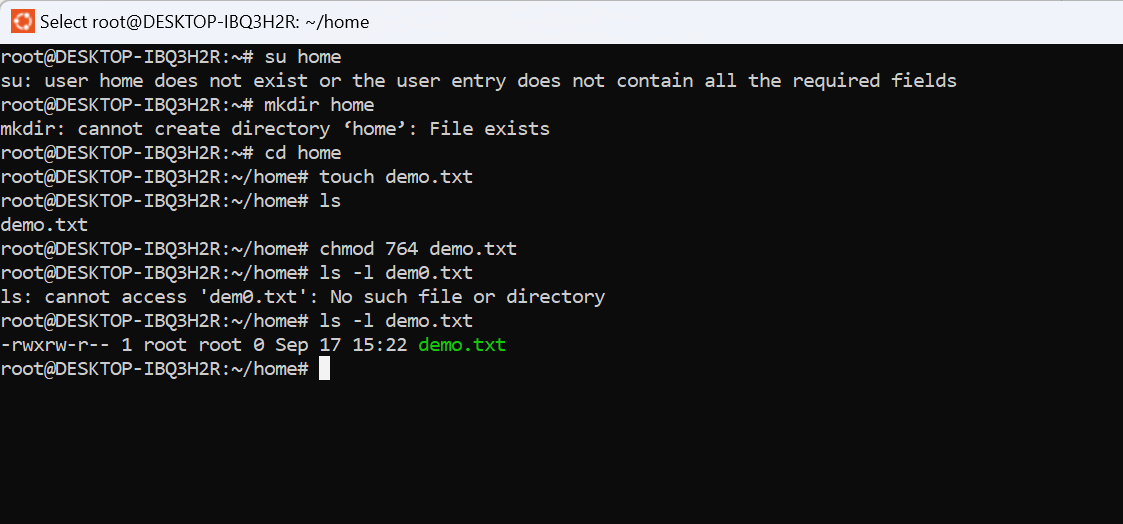 Select root@DESKTOP-IBQ3H2R: ~/home
root@DESKTOP-IBQ3H2R:~# su home
su: user home does not exist or the user entry does not contain all the required fields
root@DESKTOP-IBQ3H2R:~# mkdir home
mkdir: cannot create directory ‘home’: File exists
root@DESKTOP-IBQ3H2R:~# cd home
root@DESKTOP-IBQ3H2R:~/home# touch demo.txt
root@DESKTOP-IBQ3H2R:~/home# ls
demo.txt
root@DESKTOP-IBQ3H2R:~/home# chmod 764 demo.txt
root@DESKTOP-IBQ3H2R:~/home# ls -l dem0.txt
ls: cannot access 'dem0.txt': No such file or directory
root@DESKTOP-IBQ3H2R:~/home# ls -l demo.txt
-rwxrw-r-- 1 root root 0 Sep 17 15:22 demo.txt
root@DESKTOP-IBQ3H2R:~/home#